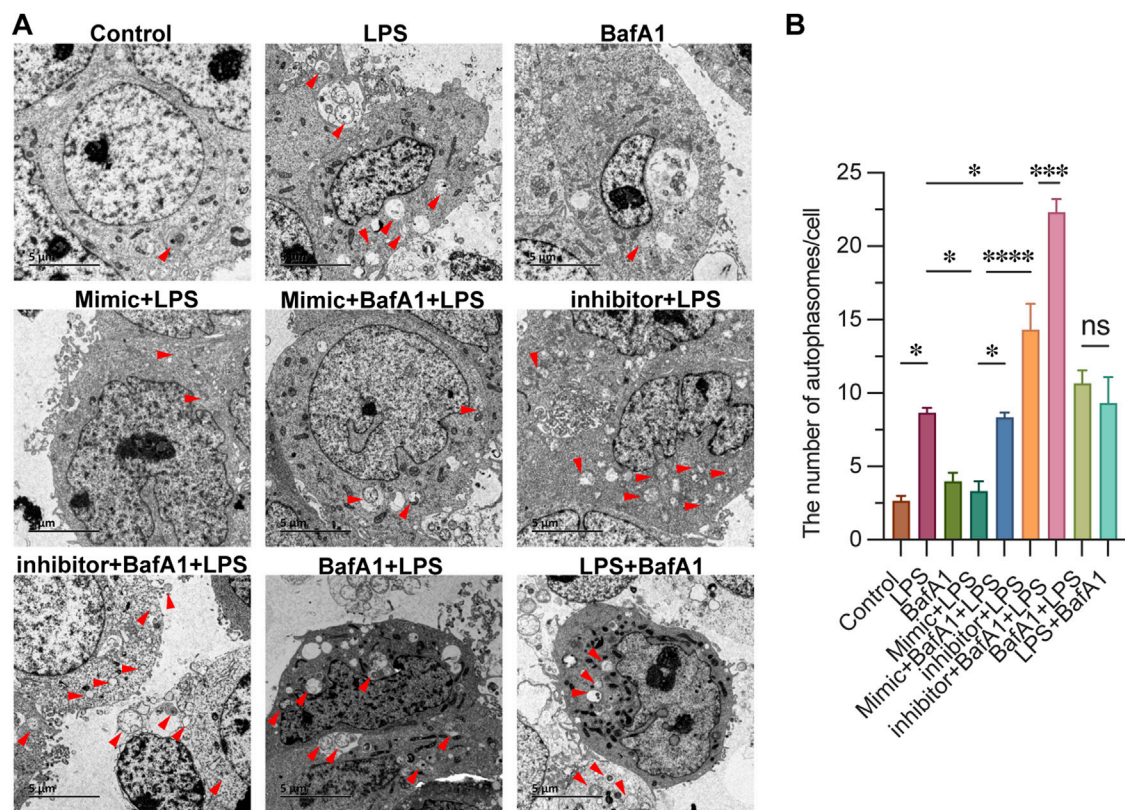 A
Control
LPS
BafA1
5 μm
5 μm
5 μm
Mimic+LPS
Mimic+BafA1+LPS
inhibitor+LPS
5 μm
5 μm
5 μm
inhibitor+BafA1+LPS
BafA1+LPS
LPS+BafA1
5 μm
5 μm
5 μm
B
The number of autophasomes/cell
25
20
15
10
5
0
*
*
*
*
****
***
ns
Control
LPS
BafA1
Mimic+LPS
Mimic+BafA1+LPS
inhibitor+LPS
inhibitor+BafA1+LPS
BafA1+LPS
LPS+BafA1